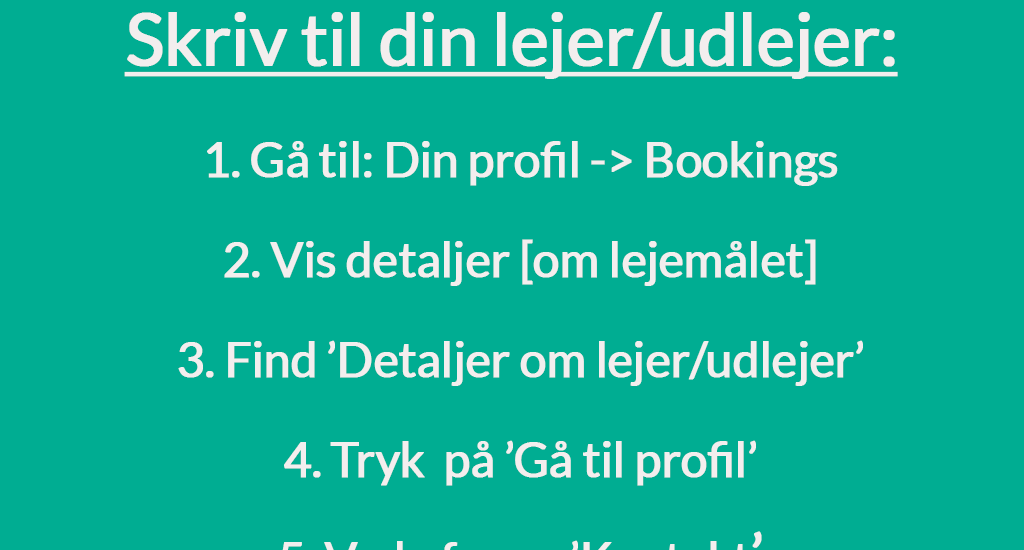 Skriv til din lejer/udlejer:
1. Gå til: Din profil -> Bookings
2. Vis detaljer [om lejemålet]
3. Find ’Detaljer om lejer/udlejer’
4. Tryk på ’Gå til profil’
5.